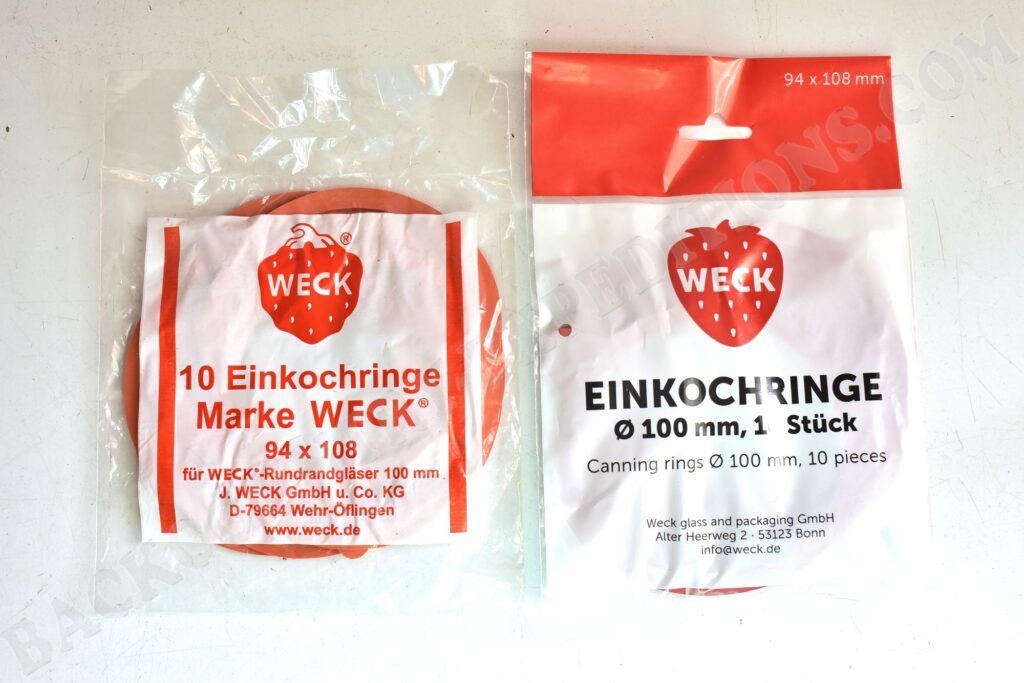 WECK®
10 Einkochringe
Marke WECK®
94 x 108
für WECK®-Rundrandgläser 100 mm
J. WECK GmbH u. Co. KG
D-79664 Wehr-Öflingen
www.weck.de
94 x 108 mm
WECK
EINKOCHRINGE
Ø 100 mm, 1 Stück
Canning rings Ø 100 mm, 10 pieces
Weck glass and packaging GmbH
Alter Heerweg 2 · 53123 Bonn
info@weck.de